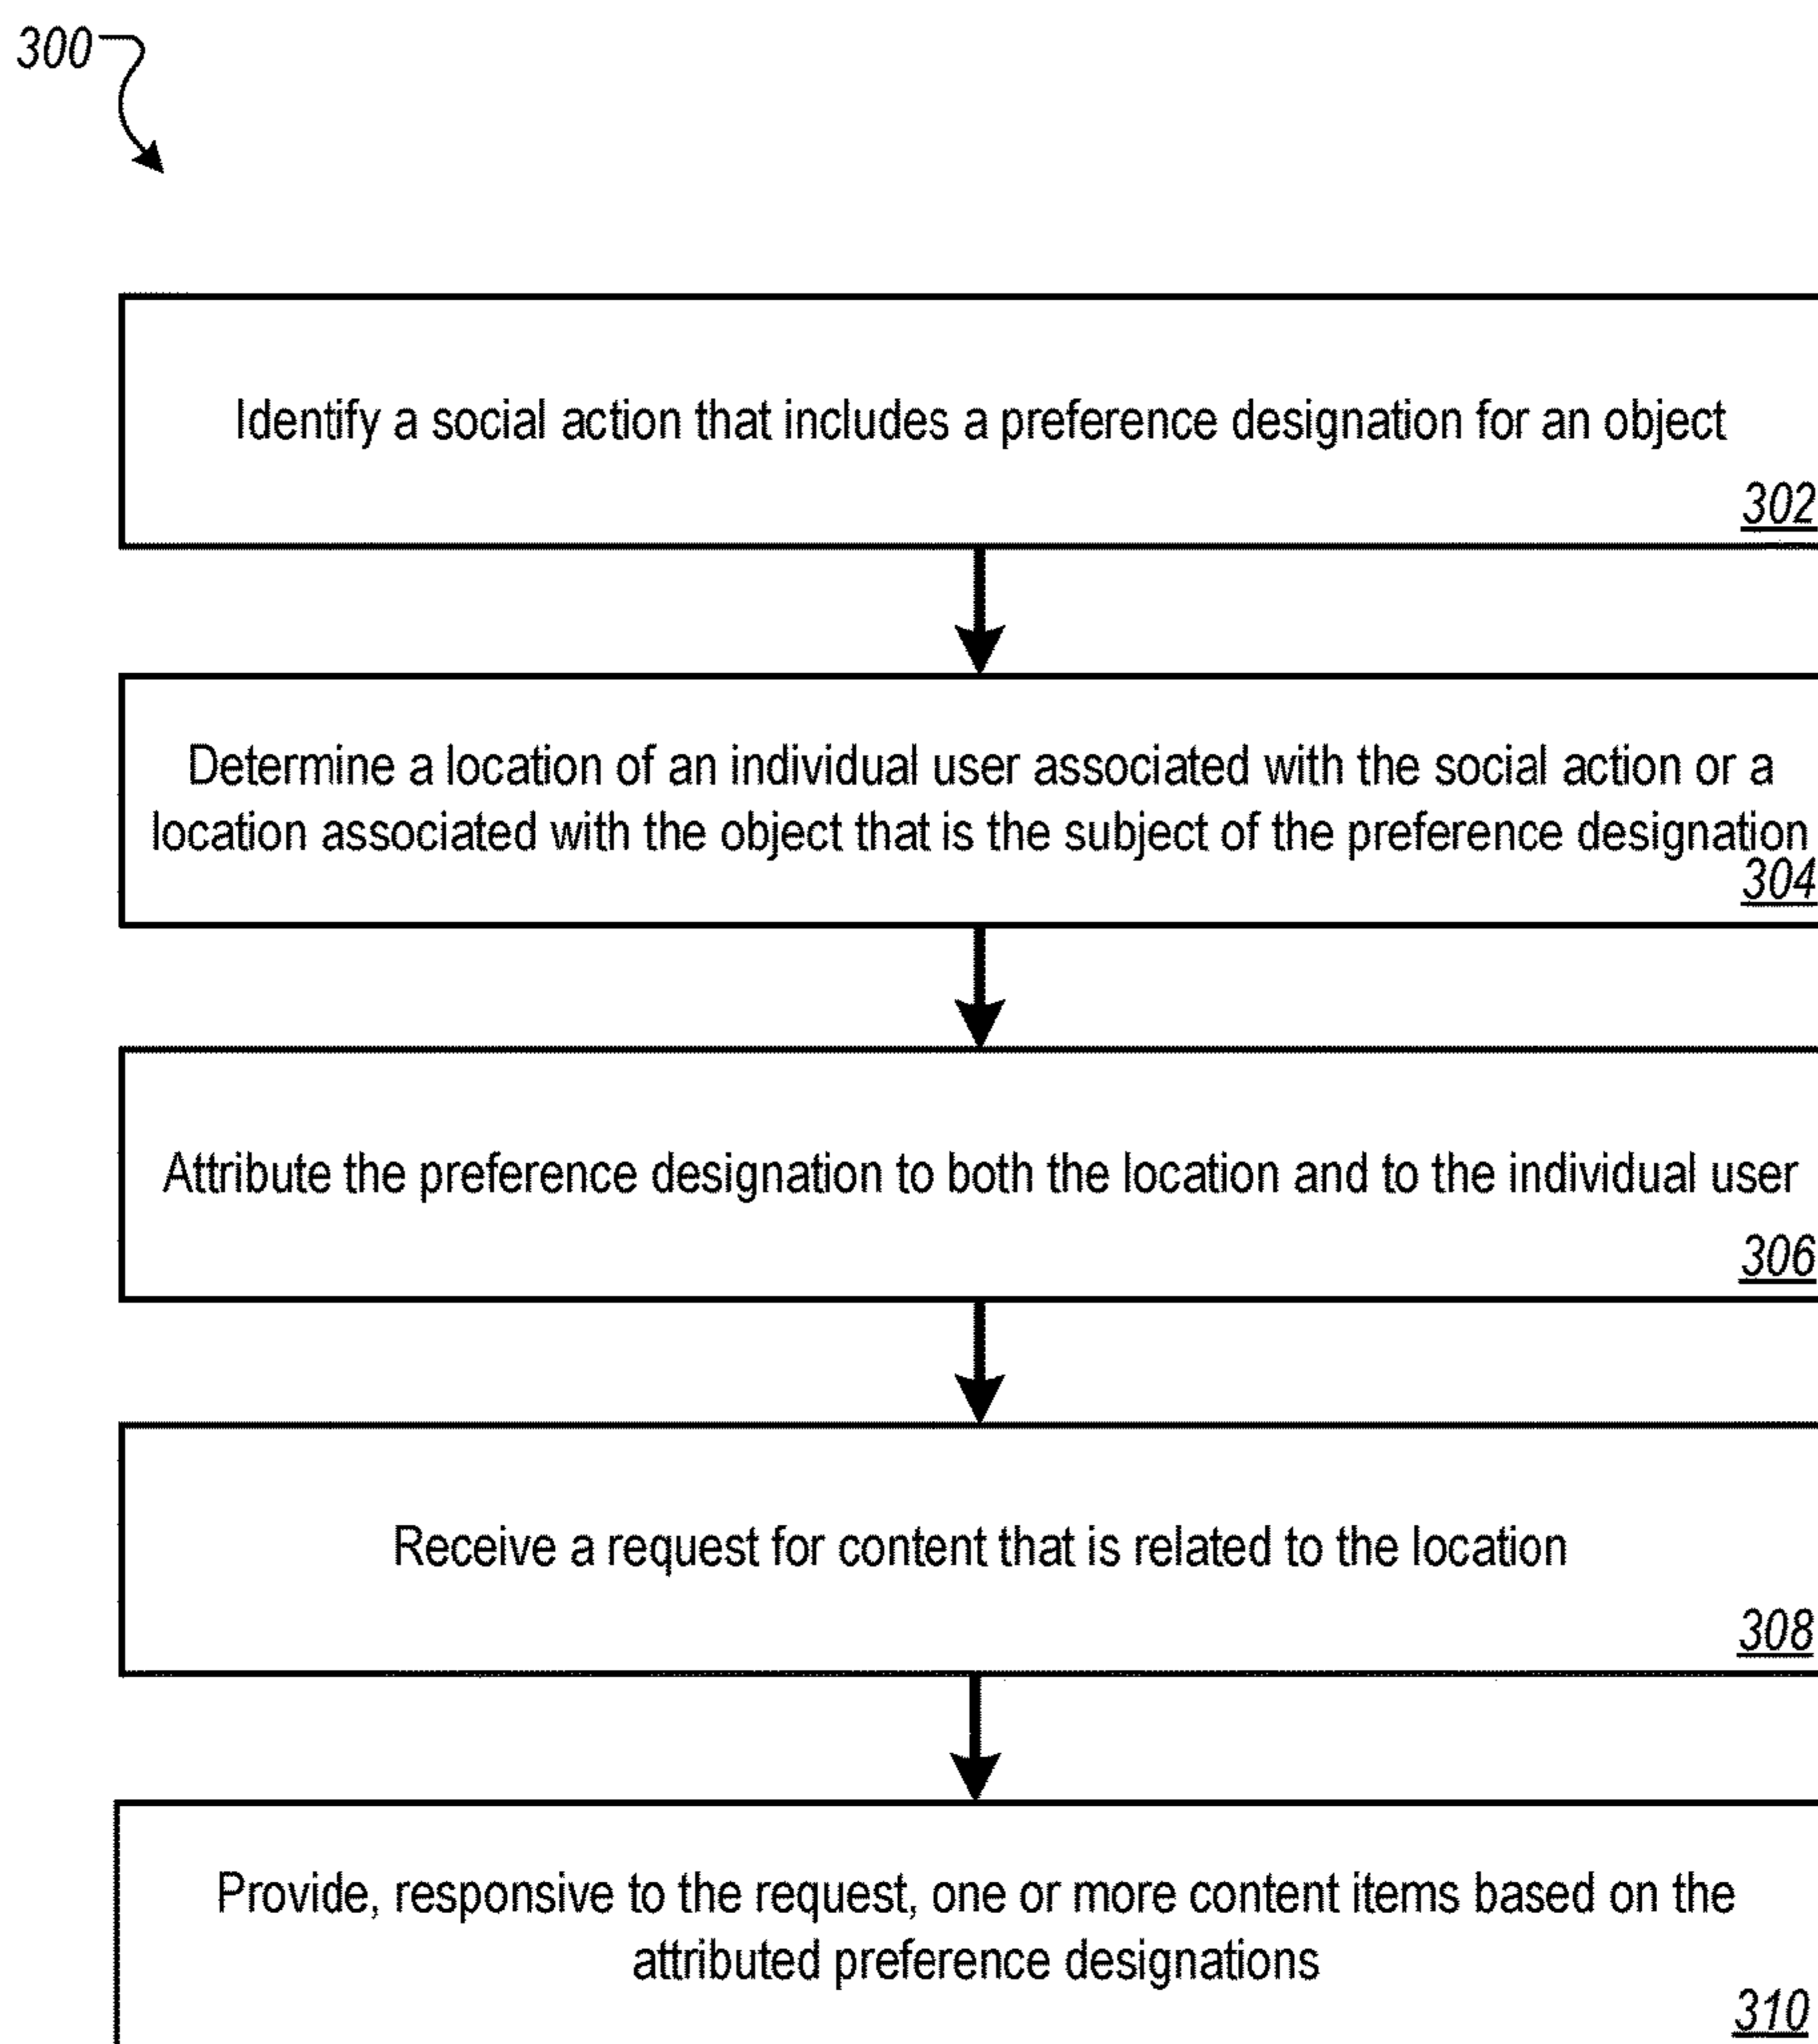 300
Identify a social action that includes a preference designation for an object
302
Determine a location of an individual user associated with the social action or a
location associated with the object that is the subject of the preference designation
304
Attribute the preference designation to both the location and to the individual user
306
Receive a request for content that is related to the location
308
Provide, responsive to the request, one or more content items based on the
attributed preference designations
310